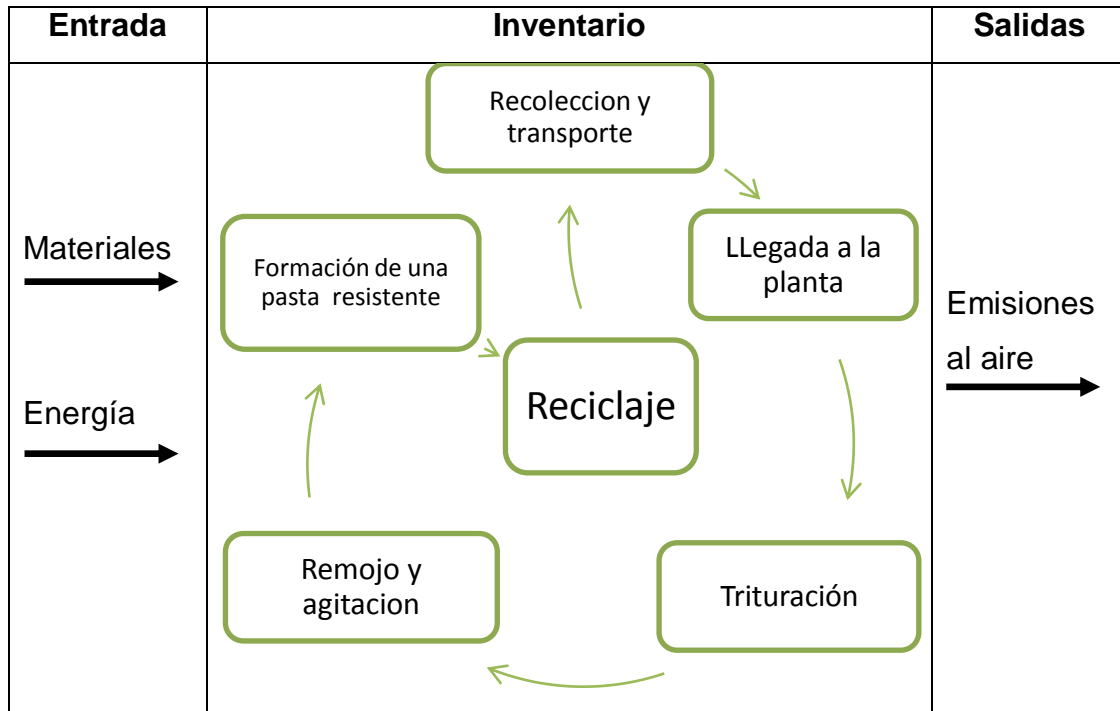 Entrada
Inventario
Salidas
Recoleccion y
transporte
Materiales
Formación de una
pasta resistente
LLegada a la
planta
Emisiones
al aire
Energía
Reciclaje
Remojo y
agitacion
Trituración